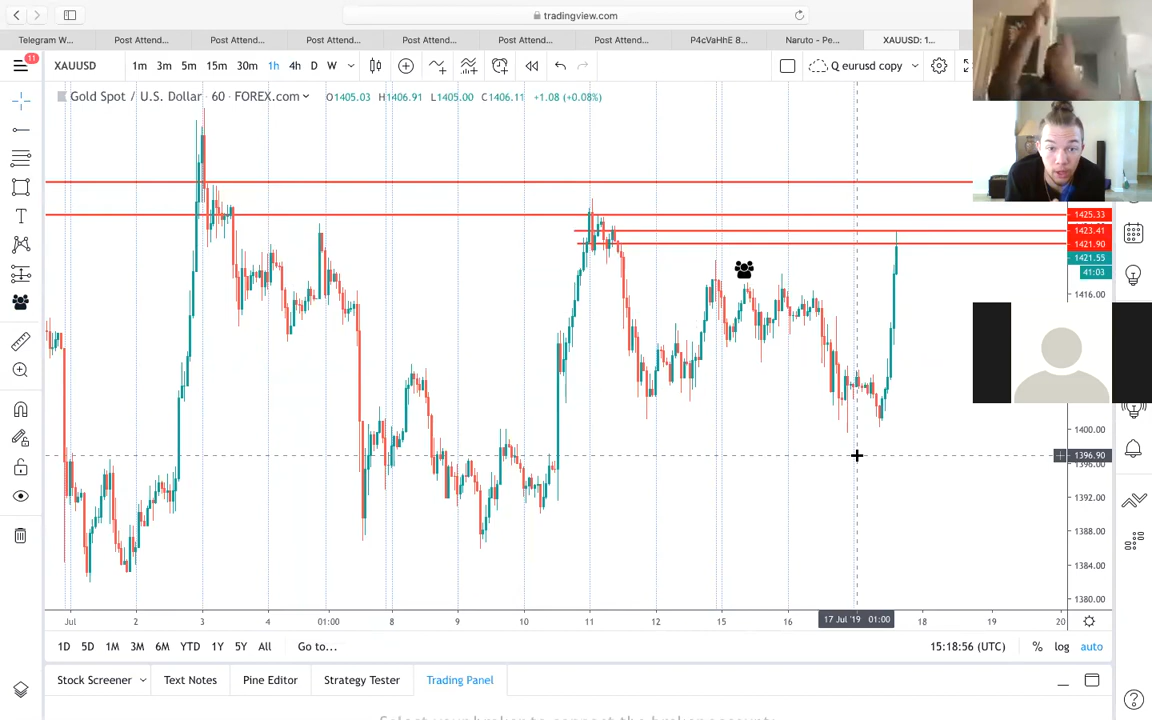 tradingview.com
Telegram W...
Post Attend...
Post Attend...
Post Attend...
Post Attend...
Post Attend...
Post Attend...
P4cVaHhE 8...
Naruto - Pe...
XAUUSD: 1...
11
XAUUSD
1m 3m 5m 15m 30m 1h 4h D W
Q eurusd copy
Gold Spot / U.S. Dollar · 60 · FOREX.com
O1405.03 H1406.91 L1405.00 C1406.11 +1.08 (+0.08%)
1425.33
1423.41
1421.90
1421.55
41:03
1416.00
1400.00
1396.90
1396.00
1392.00
1388.00
1384.00
1380.00
Jul 2 3 4 01:00 8 9 10 11 12 15 16 17 Jul '19 01:00 18 19 20
1D 5D 1M 3M 6M YTD 1Y 5Y All Go to... 15:18:56 (UTC) % log auto
Stock Screener Text Notes Pine Editor Strategy Tester Trading Panel